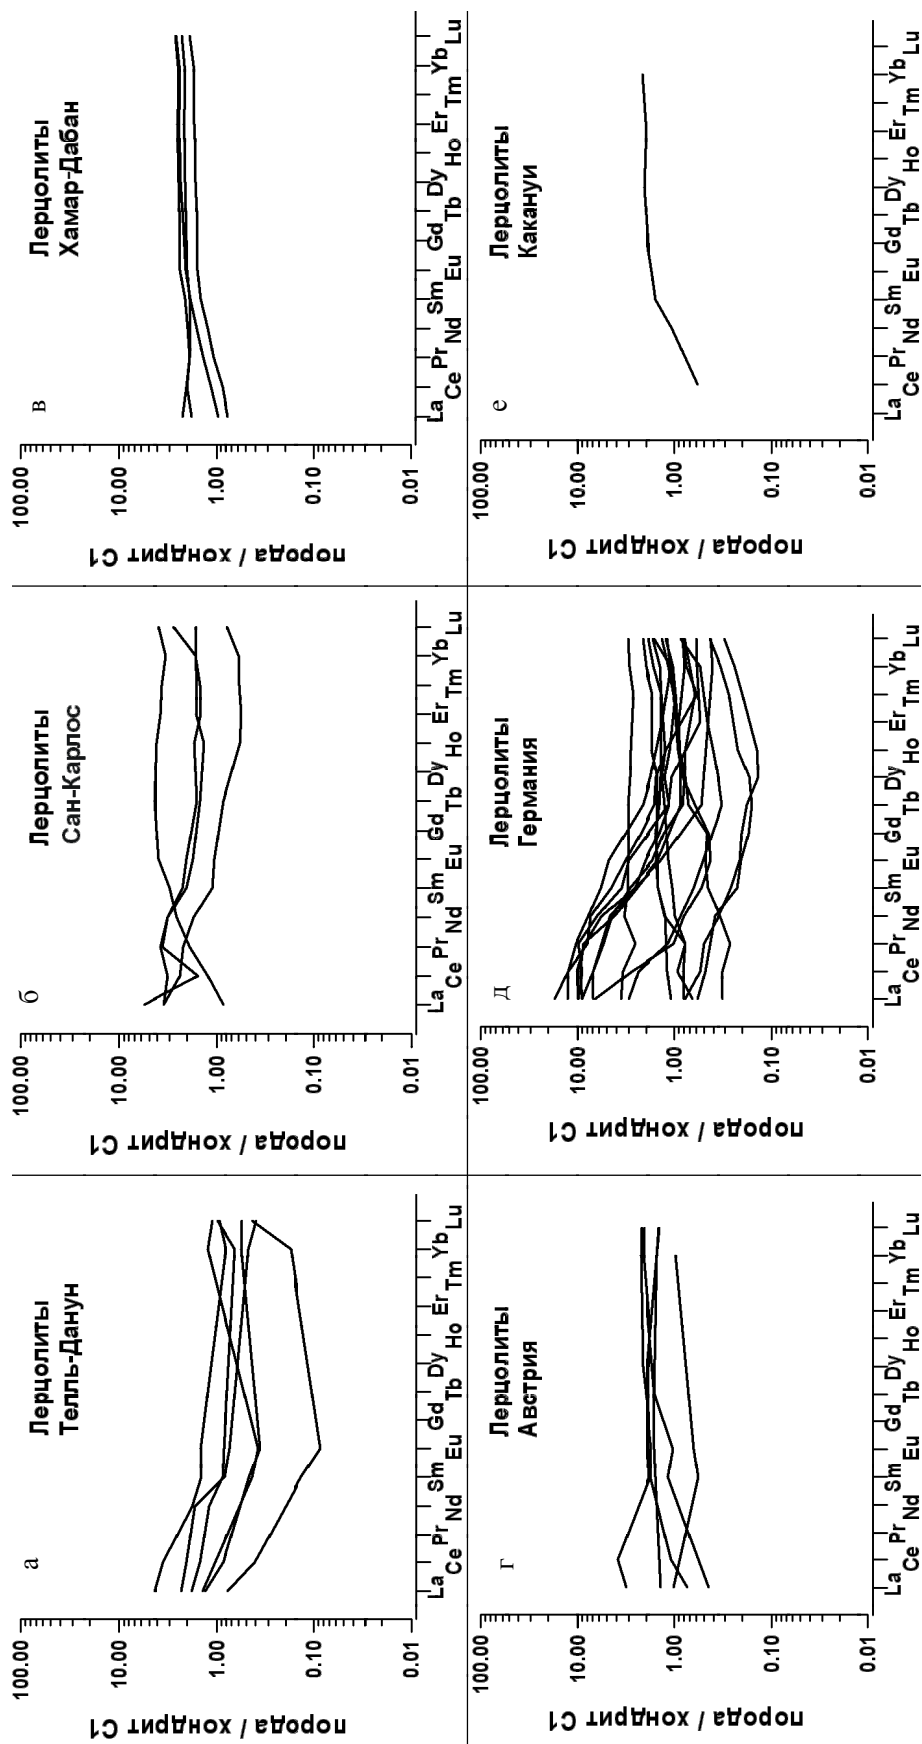 а
Лерцолиты
Телль-Данун
порода / хондрит C1
100.00
10.00
1.00
0.10
0.01
La Ce Pr Nd Sm Eu Gd Tb Dy Ho Er Tm Yb Lu
б
Лерцолиты
Сан-Карлос
порода / хондрит C1
100.00
10.00
1.00
0.10
0.01
La Ce Pr Nd Sm Eu Gd Tb Dy Ho Er Tm Yb Lu
в
Лерцолиты
Хамар-Дабан
порода / хондрит C1
100.00
10.00
1.00
0.10
0.01
La Ce Pr Nd Sm Eu Gd Tb Dy Ho Er Tm Yb Lu
г
Лерцолиты
Австрия
порода / хондрит C1
100.00
10.00
1.00
0.10
0.01
La Ce Pr Nd Sm Eu Gd Tb Dy Ho Er Tm Yb Lu
д
Лерцолиты
Германия
порода / хондрит C1
100.00
10.00
1.00
0.10
0.01
La Ce Pr Nd Sm Eu Gd Tb Dy Ho Er Tm Yb Lu
е
Лерцолиты
Какануи
порода / хондрит C1
100.00
10.00
1.00
0.10
0.01
La Ce Pr Nd Sm Eu Gd Tb Dy Ho Er Tm Yb Lu